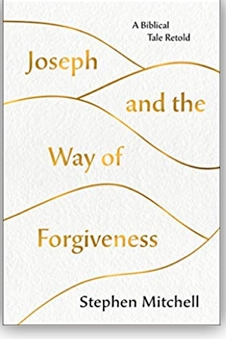 A Biblical
Tale Retold
Joseph
and the
Way of
Forgiveness
Stephen Mitchell